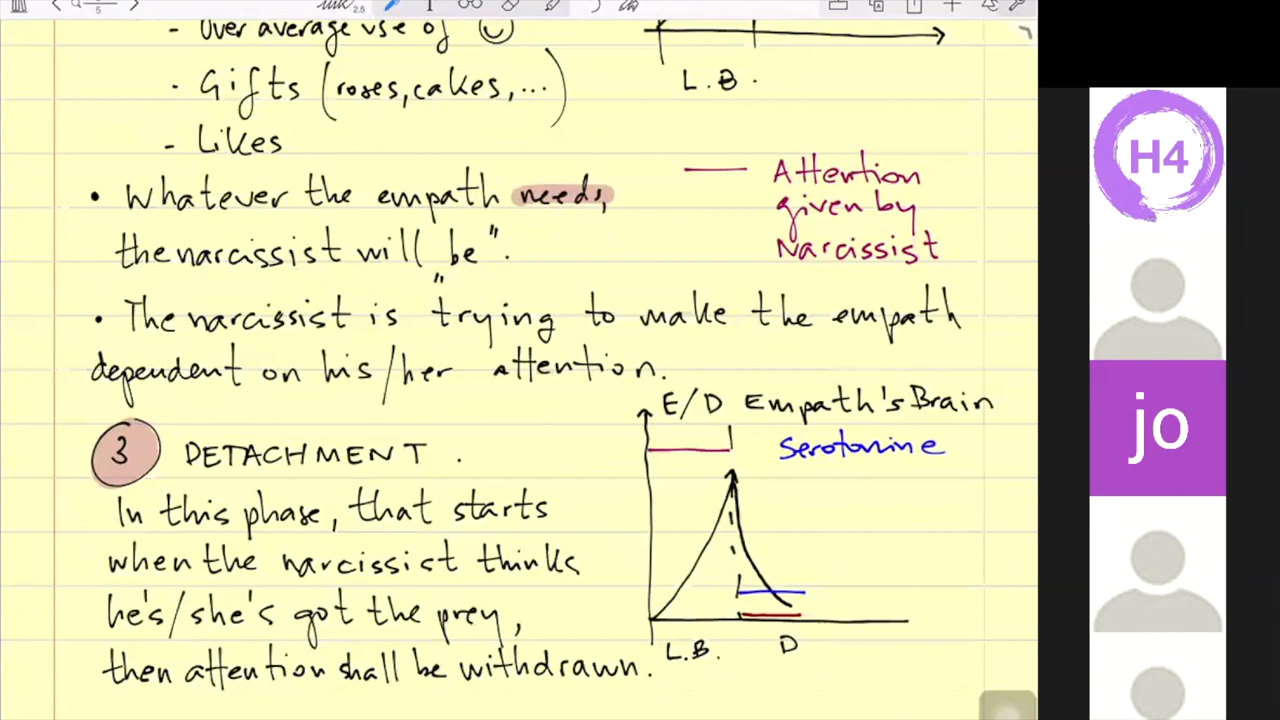 - Over average use of
L.B.
- Gifts (roses, cakes, ...)
- Likes
• Whatever the empath needs,
the narcissist will be".
Attention
given by
Narcissist
• The narcissist is "trying to make the empath
dependent on his/her attention.
E/D Empath's Brain
Serotonine
3 DETACHMENT.
In this phase, that starts
when the narcissist thinks
he's/she's got the prey,
then attention shall be withdrawn.
L.B. D
H4
jo